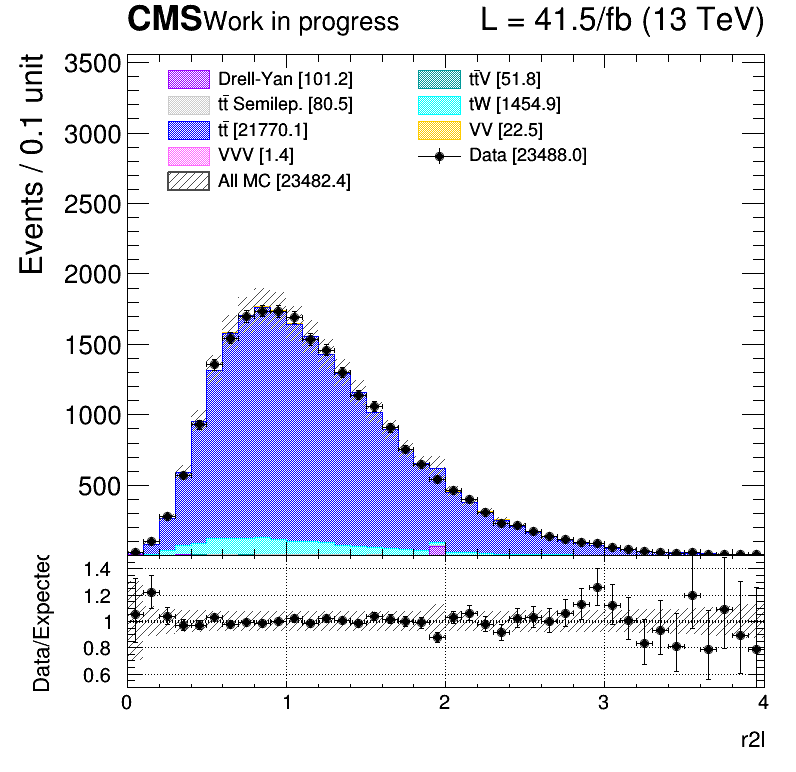 CMS Work in progress L = 41.5/fb (13 TeV)
Events / 0.1 unit
3500
3000
2500
2000
1500
1000
500
Drell-Yan [101.2]
tt̄ Semilep. [80.5]
tt̄ [21770.1]
VVV [1.4]
All MC [23482.4]
tt̄V [51.8]
tW [1454.9]
VV [22.5]
Data [23488.0]
Data/Expected
1.4
1.2
1
0.8
0.6
0 1 2 3 4
r2l